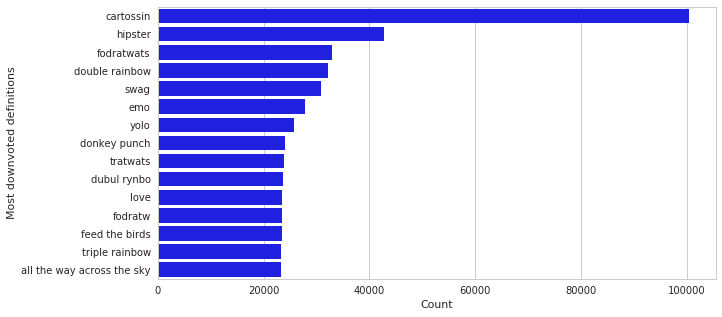 Most downvoted definitions
cartossin
hipster
fodratwats
double rainbow
swag
emo
yolo
donkey punch
tratwats
dubul rynbo
love
fodratw
feed the birds
triple rainbow
all the way across the sky
0 20000 40000 60000 80000 100000
Count